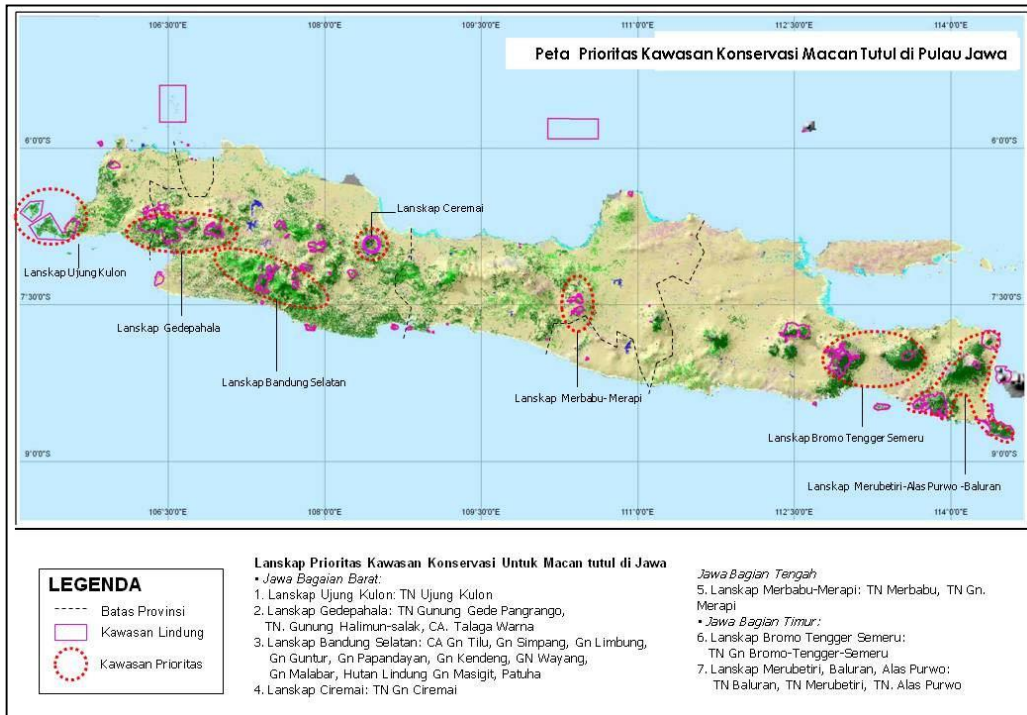 Peta Prioritas Kawasan Konservasi Macan Tutul di Pulau Jawa
106°30'0"E 108°0'0"E 109°30'0"E 111°0'0"E 112°30'0"E 114°0'0"E
6°0'0"S 6°0'0"S
Lanskap Ceremai
Lanskap Ujung Kulon
7°30'0"S 7°30'0"S
Lanskap Gedepahala
Lanskap Bandung Selatan
Lanskap Merbabu- Merapi
Lanskap Bromo Tengger Semeru
9°0'0"S 9°0'0"S
Lanskap Merubetiri-Alas Purwo -Baluran
106°30'0"E 108°0'0"E 109°30'0"E 111°0'0"E 112°30'0"E 114°0'0"E
LEGENDA
Batas Provinsi
Kawasan Lindung
Kawasan Prioritas
Lanskap Prioritas Kawasan Konservasi Untuk Macan tutul di Jawa
• Jawa Bagaian Barat:
1. Lanskap Ujung Kulon: TN Ujung Kulon
2. Lanskap Gedepahala: TN Gunung Gede Pangrango,
TN. Gunung Halimun-salak, CA. Talaga Warna
3. Lanskap Bandung Selatan: CA Gn Tilu, Gn Simpang, Gn Limbung,
Gn Guntur, Gn Papandayan, Gn Kendeng, GN Wayang,
Gn Malabar, Hutan Lindung Gn Masigit, Patuha
4. Lanskap Ciremai: TN Gn Ciremai
Jawa Bagian Tengah
5. Lanskap Merbabu-Merapi: TN Merbabu, TN Gn.
Merapi
• Jawa Bagian Timur:
6. Lanskap Bromo Tengger Semeru:
TN Gn Bromo-Tengger-Semeru
7. Lanskap Merubetiri, Baluran, Alas Purwo:
TN Baluran, TN Merubetiri, TN. Alas Purwo